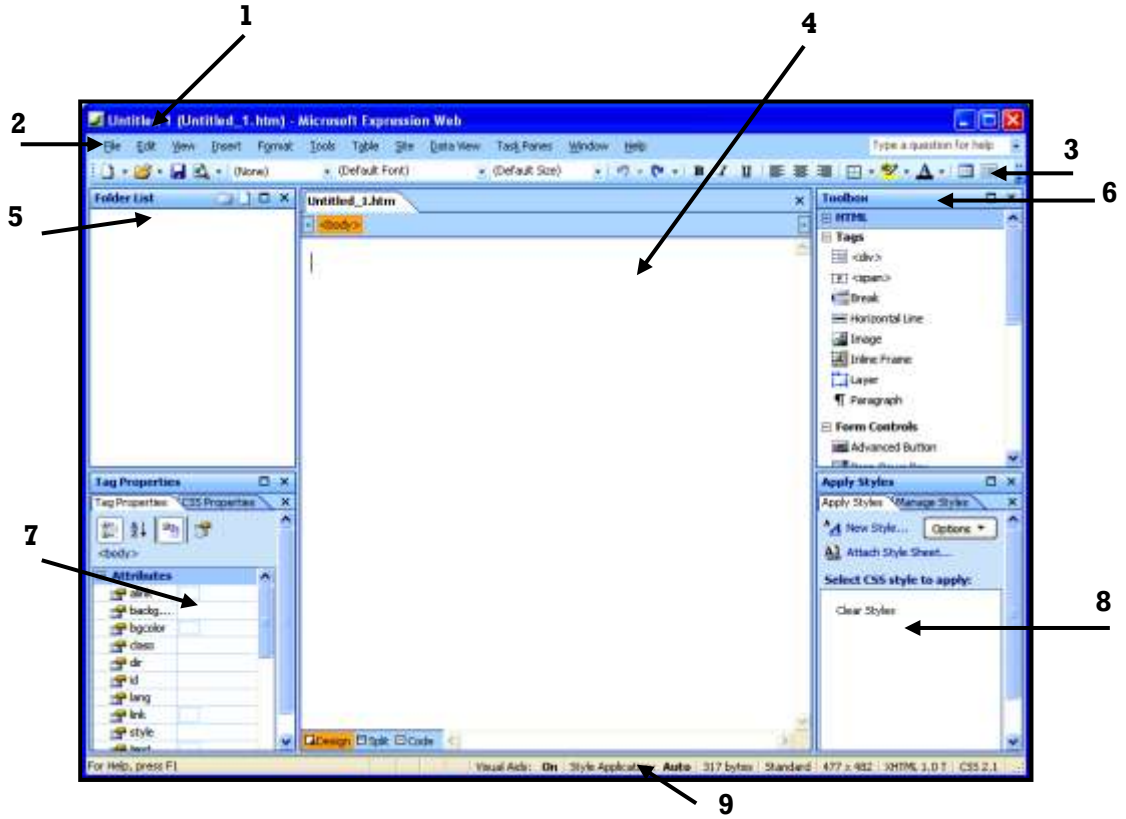 1
4
Untitled_1 (Untitled_1.htm) - Microsoft Expression Web
2
File Edit View Insert Format Tools Table Site Data View Task Panes Window Help Type a question for help
3
(None) (Default Font) (Default Size) B I U A
Folder List
Untitled_1.htm
Toolbox
6
5
<body>
HTML
Tags
<div>
<span>
Break
Horizontal Line
Image
Inline Frame
Layer
Paragraph
Form Controls
Advanced Button
Tag Properties
Apply Styles
Tag Properties CSS Properties
Apply Styles Manage Styles
New Style... Options
7
<body>
Attach Style Sheet...
Attributes
Select CSS style to apply:
alink
backg...
Clear Styles
8
bgcolor
class
dir
id
lang
link
style
text
Design Split Code
For Help, press F1
Visual Aids: On Style Application: Auto 317 bytes Standard 477 x 482 XHTML 1.0 T CSS 2.1
9